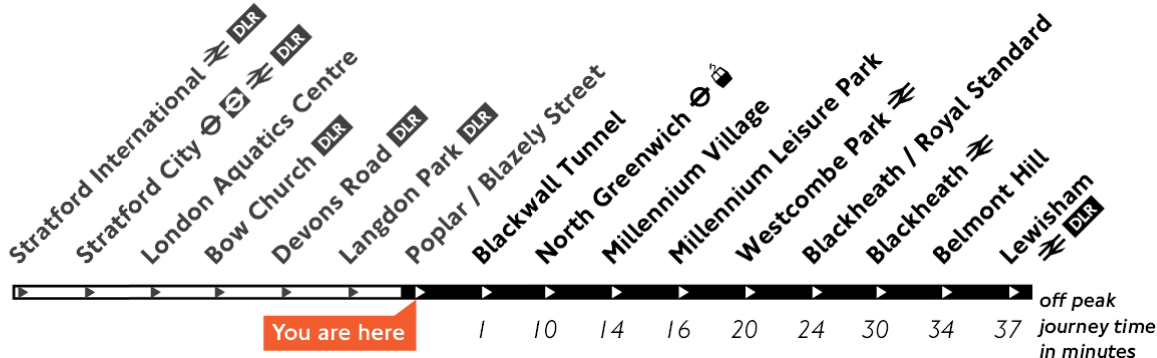 Stratford International DLR
Stratford City DLR
London Aquatics Centre
Bow Church DLR
Devons Road DLR
Langdon Park DLR
Poplar / Blazely Street
Blackwall Tunnel
North Greenwich
Millennium Village
Millennium Leisure Park
Westcombe Park
Blackheath / Royal Standard
Blackheath
Belmont Hill
Lewisham
DLR
You are here
1 10 14 16 20 24 30 34 37
off peak
journey time
in minutes